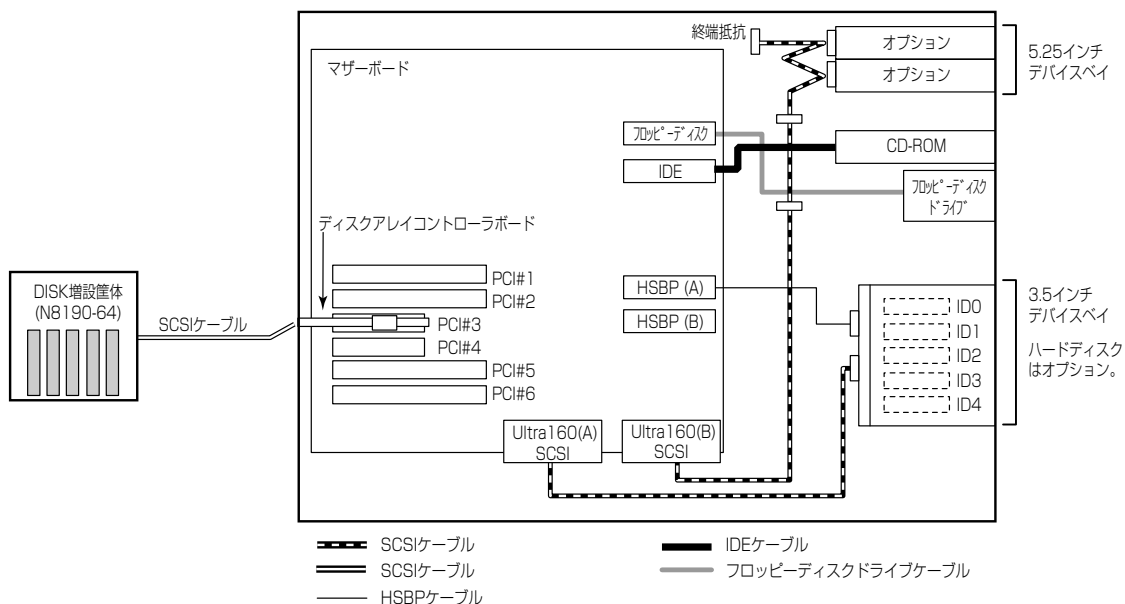 終端抵抗
オプション
オプション
5.25インチ
デバイスベイ
マザーボード
フロッピーディスク
IDE
CD-ROM
フロッピーディスク
ドライブ
ディスクアレイコントローラボード
DISK増設筐体
(N8190-64)
SCSIケーブル
PCI#1
PCI#2
PCI#3
PCI#4
PCI#5
PCI#6
HSBP (A)
HSBP (B)
ID0
ID1
ID2
ID3
ID4
3.5インチ
デバイスベイ
ハードディスク
はオプション。
Ultra160(A)
SCSI
Ultra160(B)
SCSI
SCSIケーブル
SCSIケーブル
HSBPケーブル
IDEケーブル
フロッピーディスクドライブケーブル